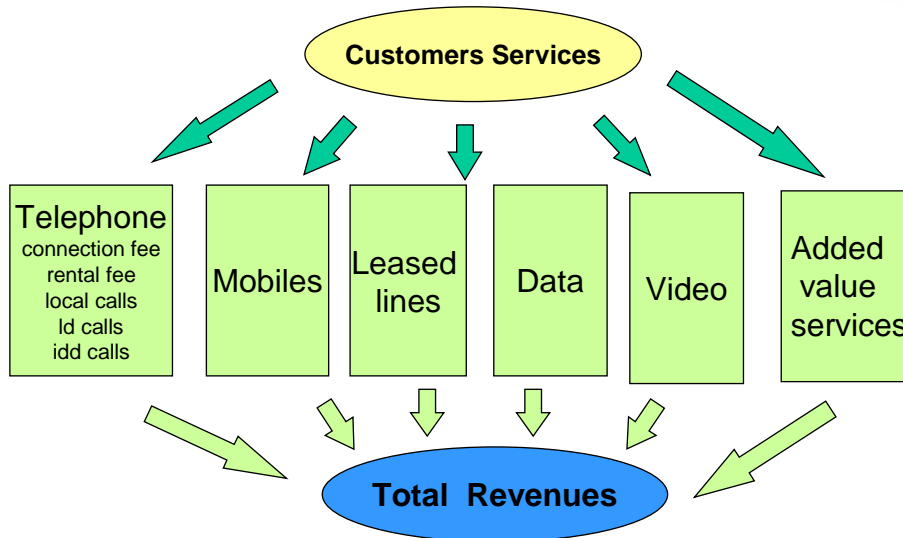 Customers Services
Telephone
connection fee
rental fee
local calls
ld calls
idd calls
Mobiles
Leased
lines
Data
Video
Added
value
services
Total Revenues